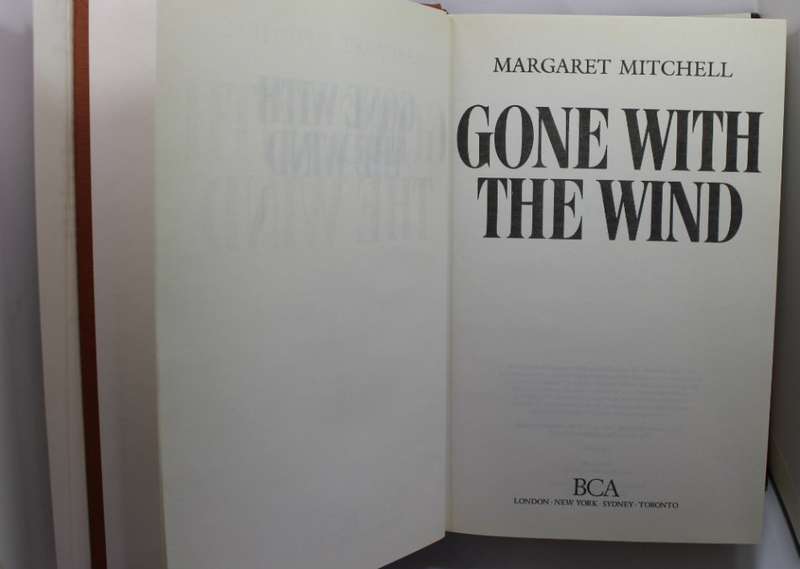 MARGARET MITCHELL
GONE WITH
THE WIND
BCA
LONDON · NEW YORK · SYDNEY · TORONTO